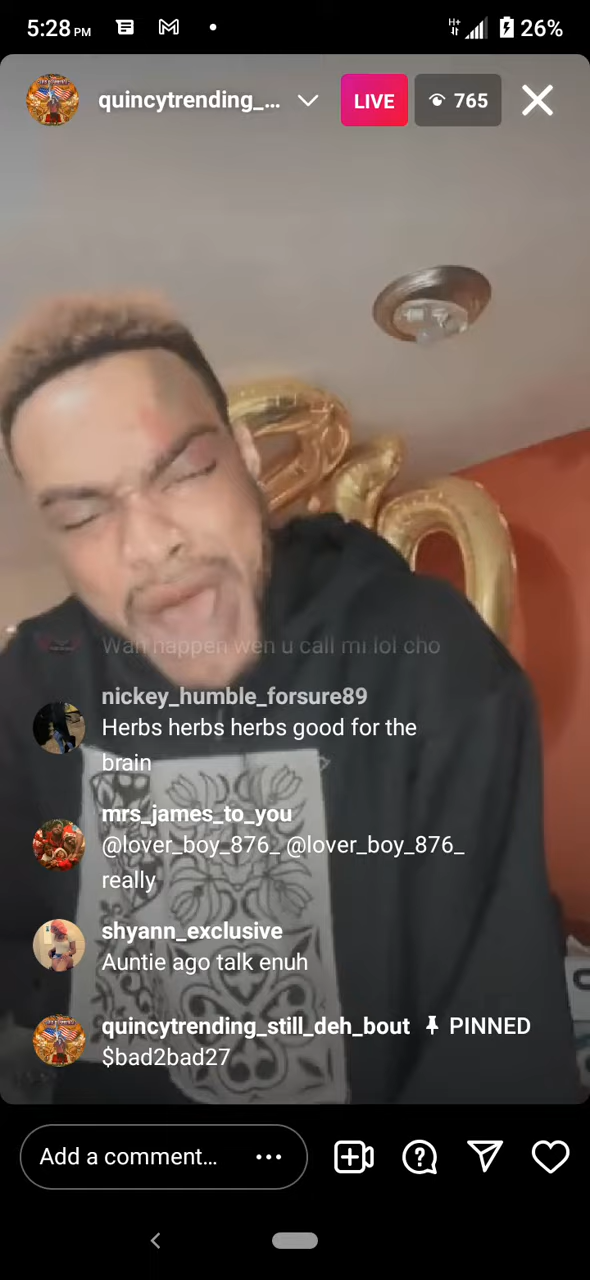 5:28 PM
H+
26%
quincytrending_...
LIVE
765
Wah happen wen u call mi lol cho
nickey_humble_forsure89
Herbs herbs herbs good for the
brain
mrs_james_to_you
@lover_boy_876_ @lover_boy_876_
really
shyann_exclusive
Auntie ago talk enuh
quincytrending_still_deh_bout PINNED
$bad2bad27
Add a comment...